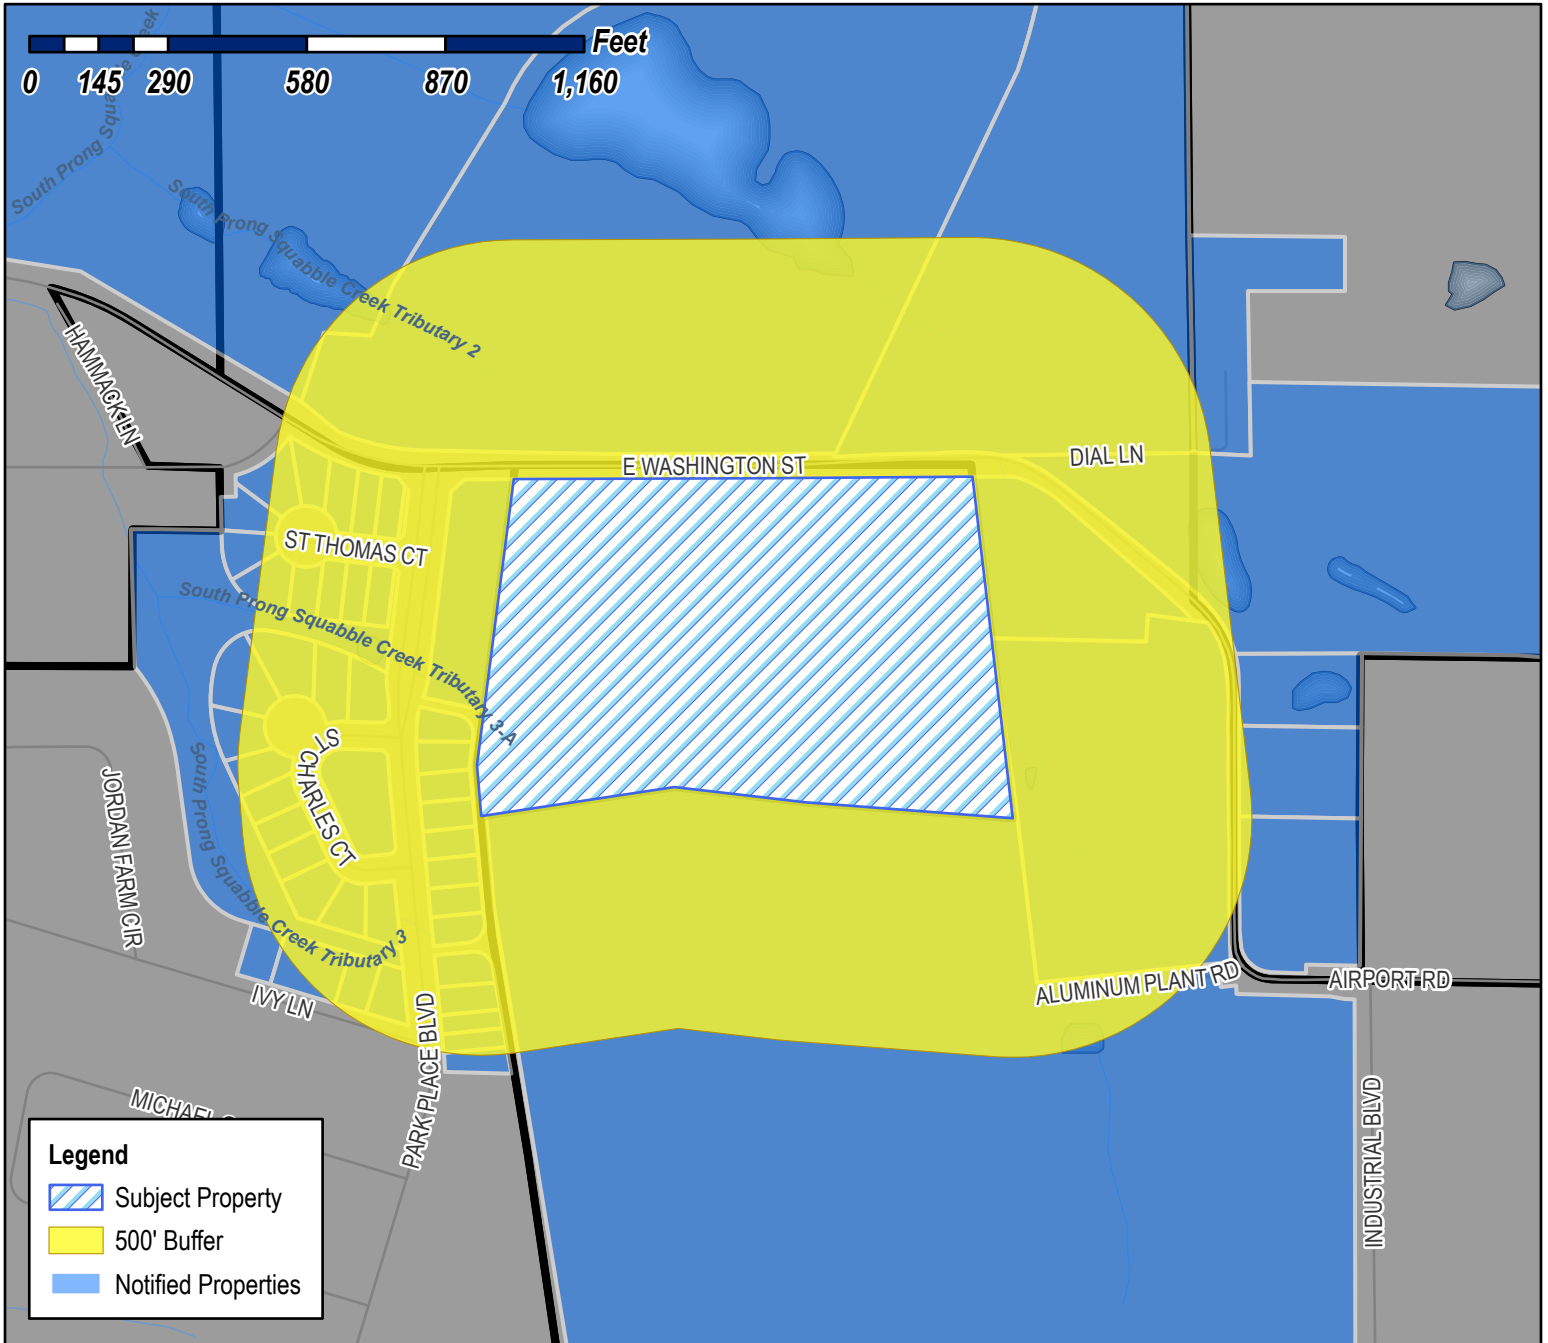 Feet
0 145 290 580 870 1,160
South Prong Squabble Creek
South Prong Squabble Creek Tributary 2
HAMMACK LN
E WASHINGTON ST
DIAL LN
ST THOMAS CT
South Prong Squabble Creek Tributary 3-A
ST CHARLES CT
JORDAN FARM CIR
South Prong Squabble Creek Tributary 3
IVY LN
PARK PLACE BLVD
ALUMINUM PLANT RD
AIRPORT RD
INDUSTRIAL BLVD
MICHAEL
Legend
Subject Property
500' Buffer
Notified Properties